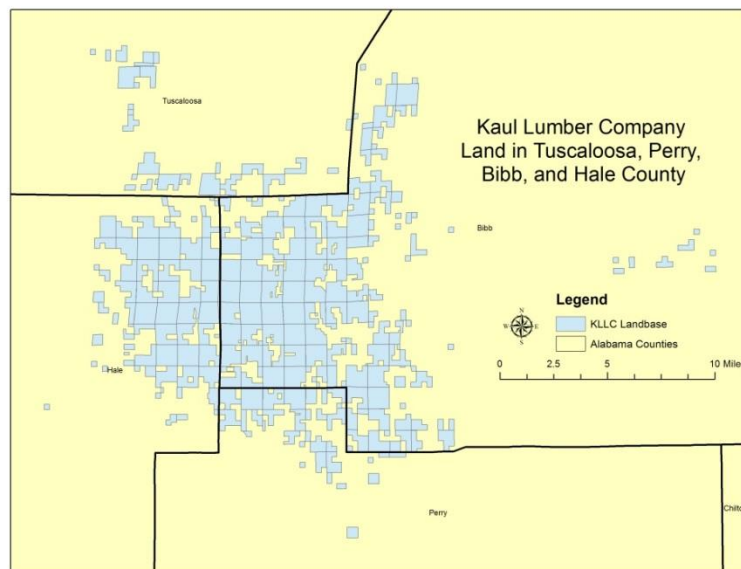 Tuscaloosa
Kaul Lumber Company
Land in Tuscaloosa, Perry,
Bibb, and Hale County
Bibb
Legend
KLLC Landbase
Alabama Counties
N
W E
S
0 2.5 5 10 Mile
Hale
Perry
Chilto